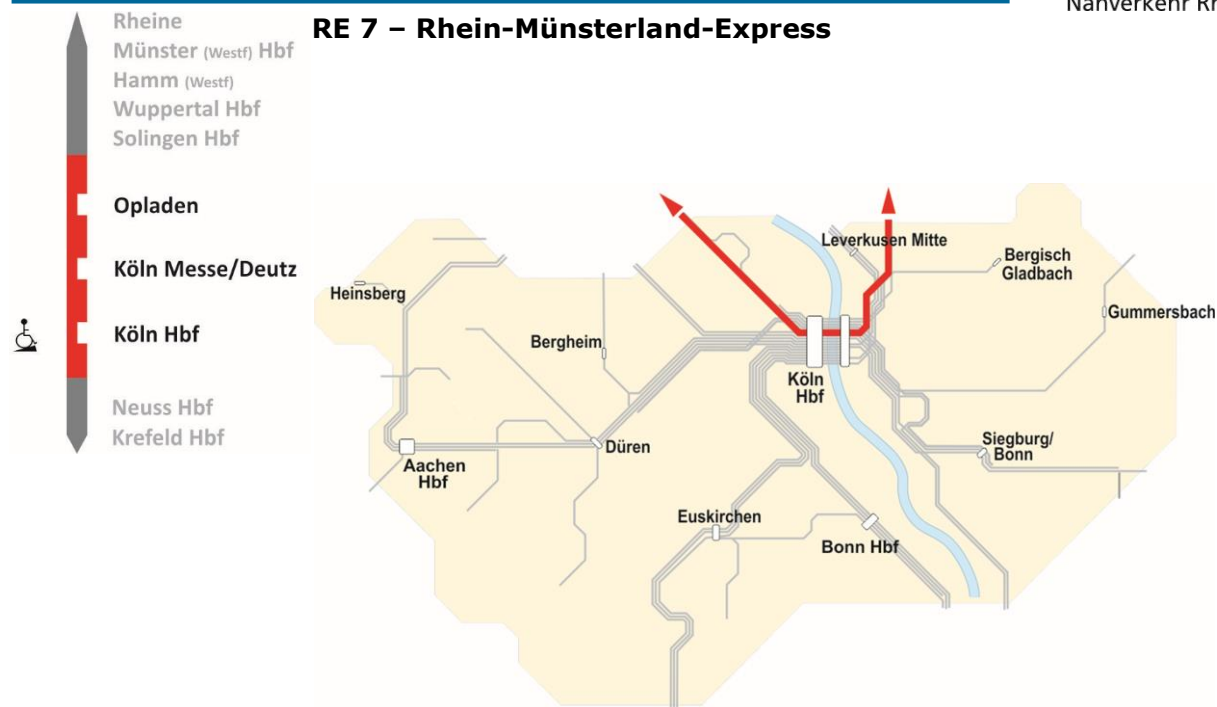 Nahverkehr Rh
RE 7 – Rhein-Münsterland-Express
Rheine
Münster (Westf) Hbf
Hamm (Westf)
Wuppertal Hbf
Solingen Hbf
Opladen
Köln Messe/Deutz
Köln Hbf
Neuss Hbf
Krefeld Hbf
Leverkusen Mitte
Bergisch
Gladbach
Heinsberg
Gummersbach
Bergheim
Köln
Hbf
Düren
Siegburg/
Bonn
Aachen
Hbf
Euskirchen
Bonn Hbf